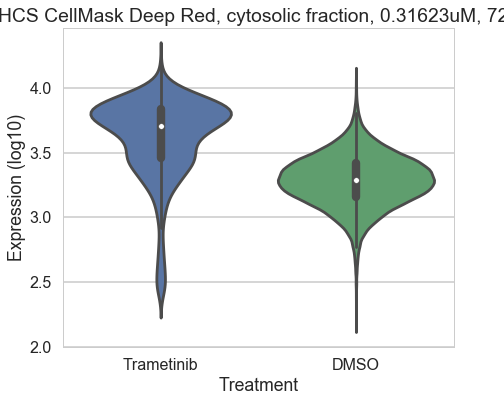 HCS CellMask Deep Red, cytosolic fraction, 0.31623uM, 72
4.0
3.5
3.0
2.5
2.0
Expression (log10)
Trametinib DMSO
Treatment